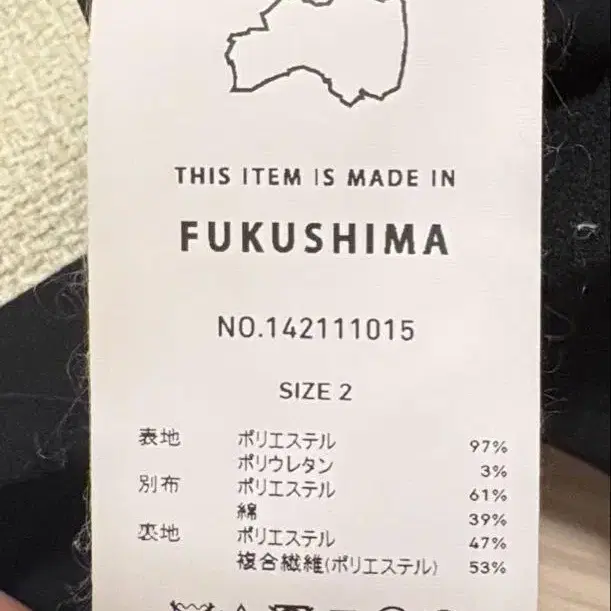 THIS ITEM IS MADE IN
FUKUSHIMA
NO.142111015
SIZE 2
表地 ポリエステル 97%
ポリウレタン 3%
別布 ポリエステル 61%
綿 39%
裏地 ポリエステル 47%
複合繊維(ポリエステル) 53%